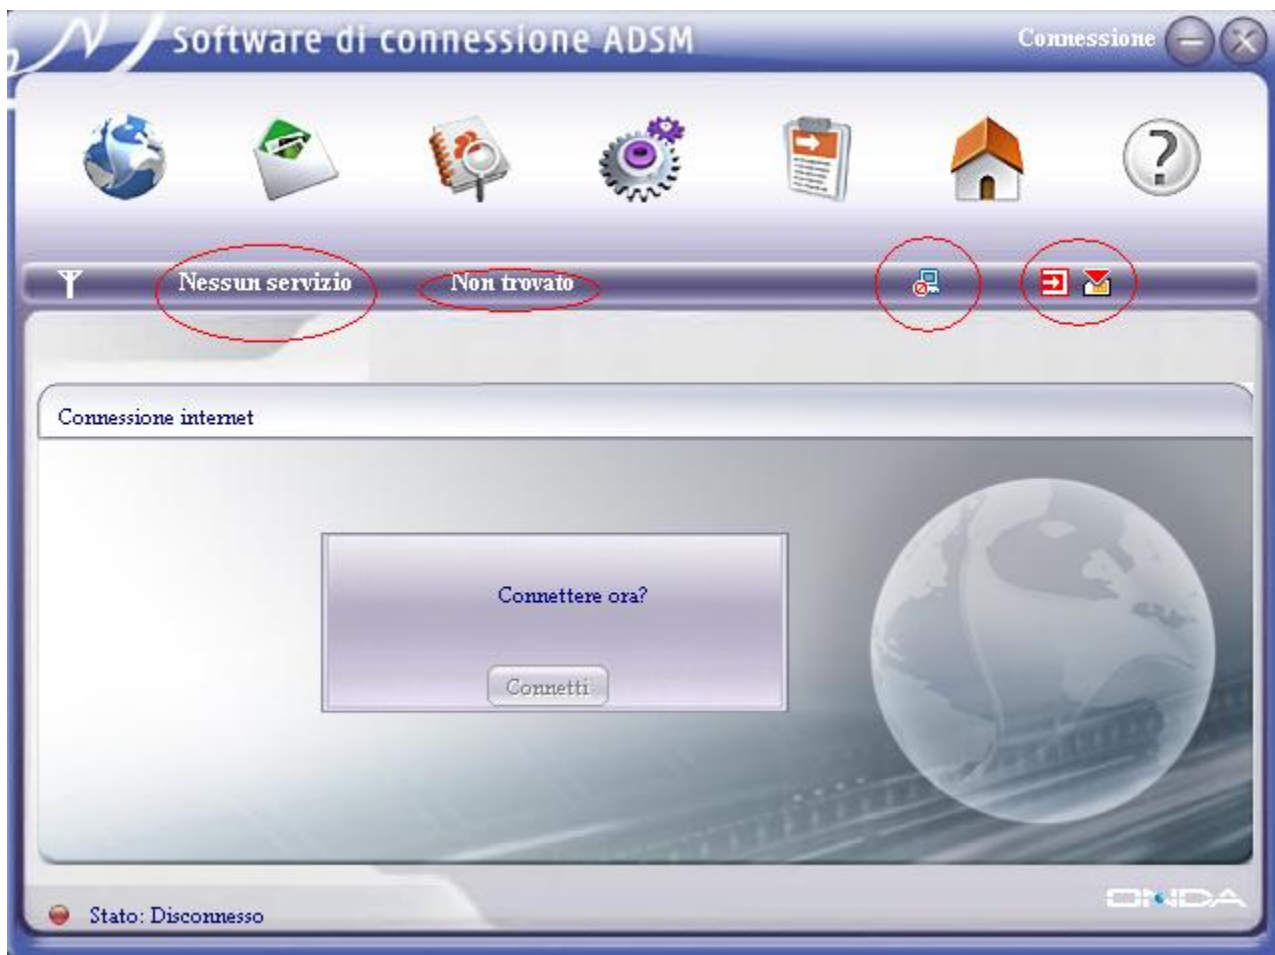 Software di connessione ADSM
Connessione
?
Nessun servizio
Non trovato
Connessione internet
Connettere ora?
Connetti
Stato: Disconnesso
ONDA